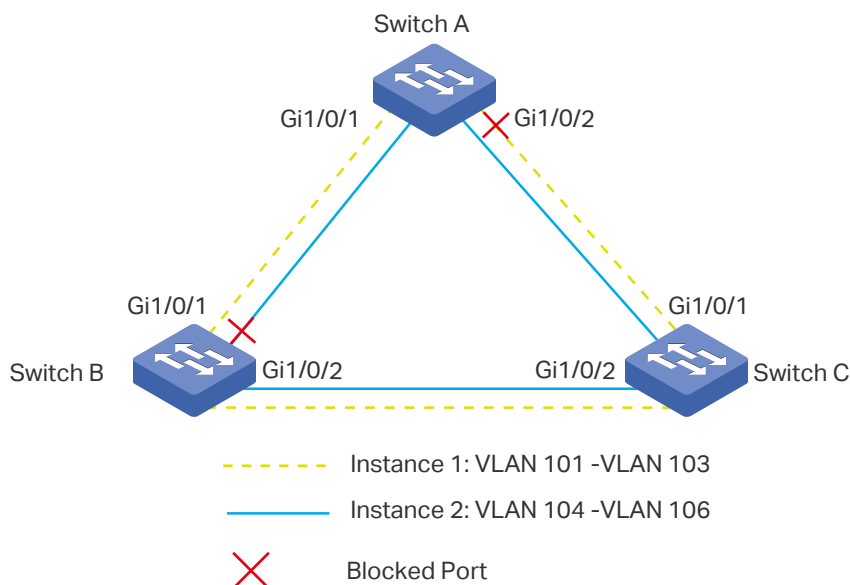 Switch A
Gi1/0/1
Gi1/0/2
Gi1/0/1
Gi1/0/1
Switch B
Gi1/0/2
Gi1/0/2
Switch C
Instance 1: VLAN 101 -VLAN 103
Instance 2: VLAN 104 -VLAN 106
Blocked Port